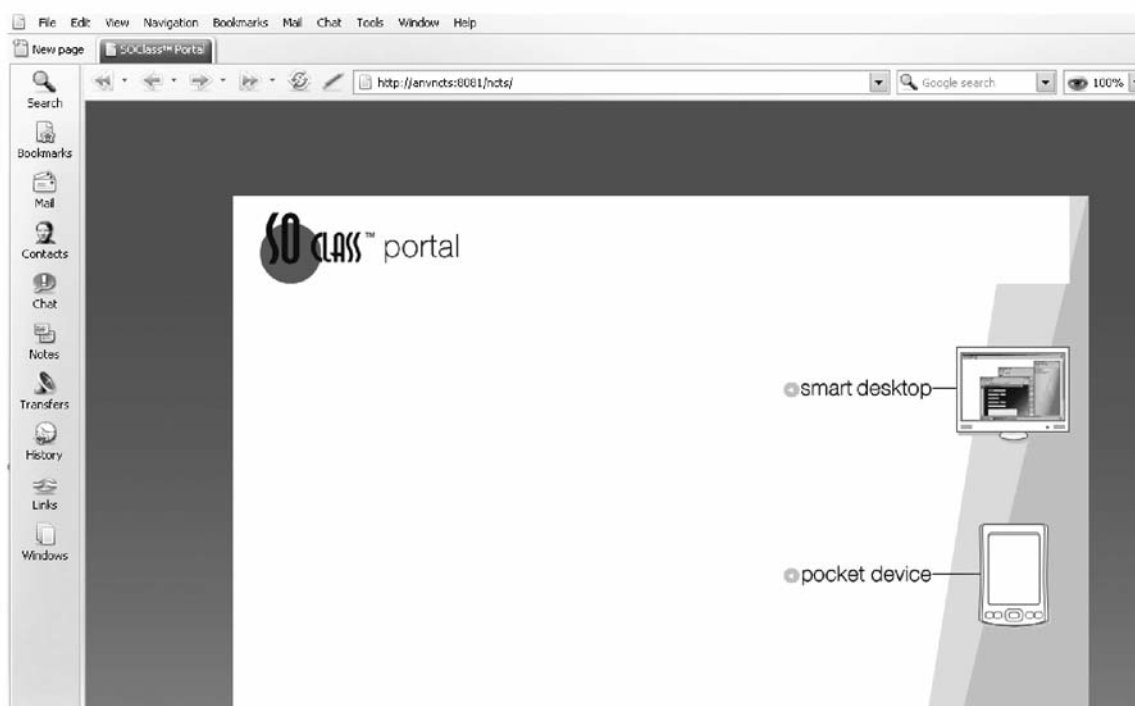 File Edit View Navigation Bookmarks Mail Chat Tools Window Help
New page SOClass™ Portal
http://anvncts:8081/ncts/ Google search 100%
Search
Bookmarks
Mail
Contacts
Chat
Notes
Transfers
History
Links
Windows
SO CLASS™ portal
smart desktop
pocket device